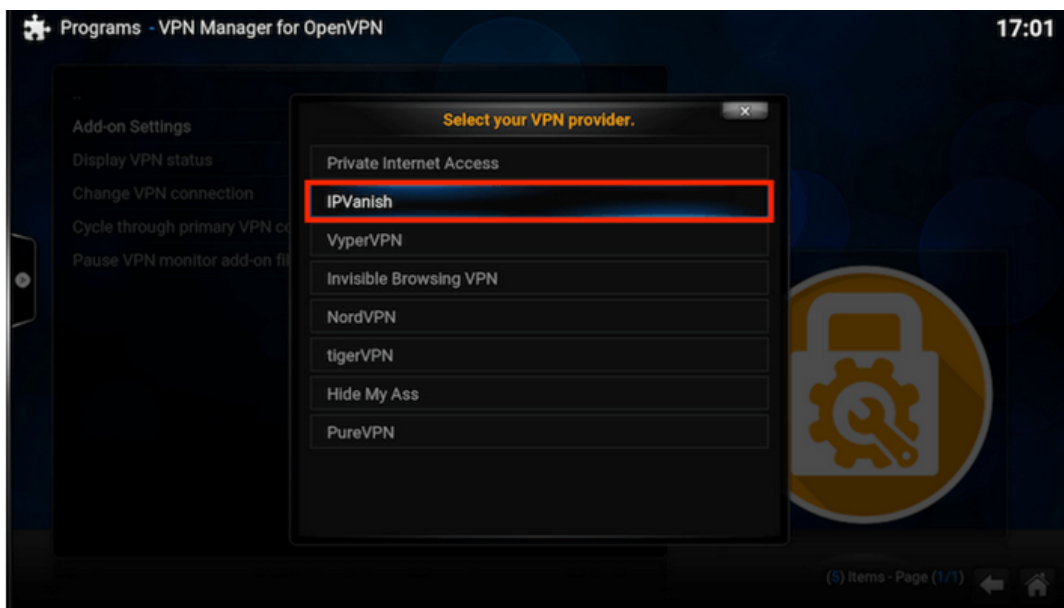 Programs - VPN Manager for OpenVPN
17:01
..
Add-on Settings
Display VPN status
Change VPN connection
Cycle through primary VPN co
Pause VPN monitor add-on fil
Select your VPN provider.
Private Internet Access
IPVanish
VyperVPN
Invisible Browsing VPN
NordVPN
tigerVPN
Hide My Ass
PureVPN
(5) Items - Page (1/1)